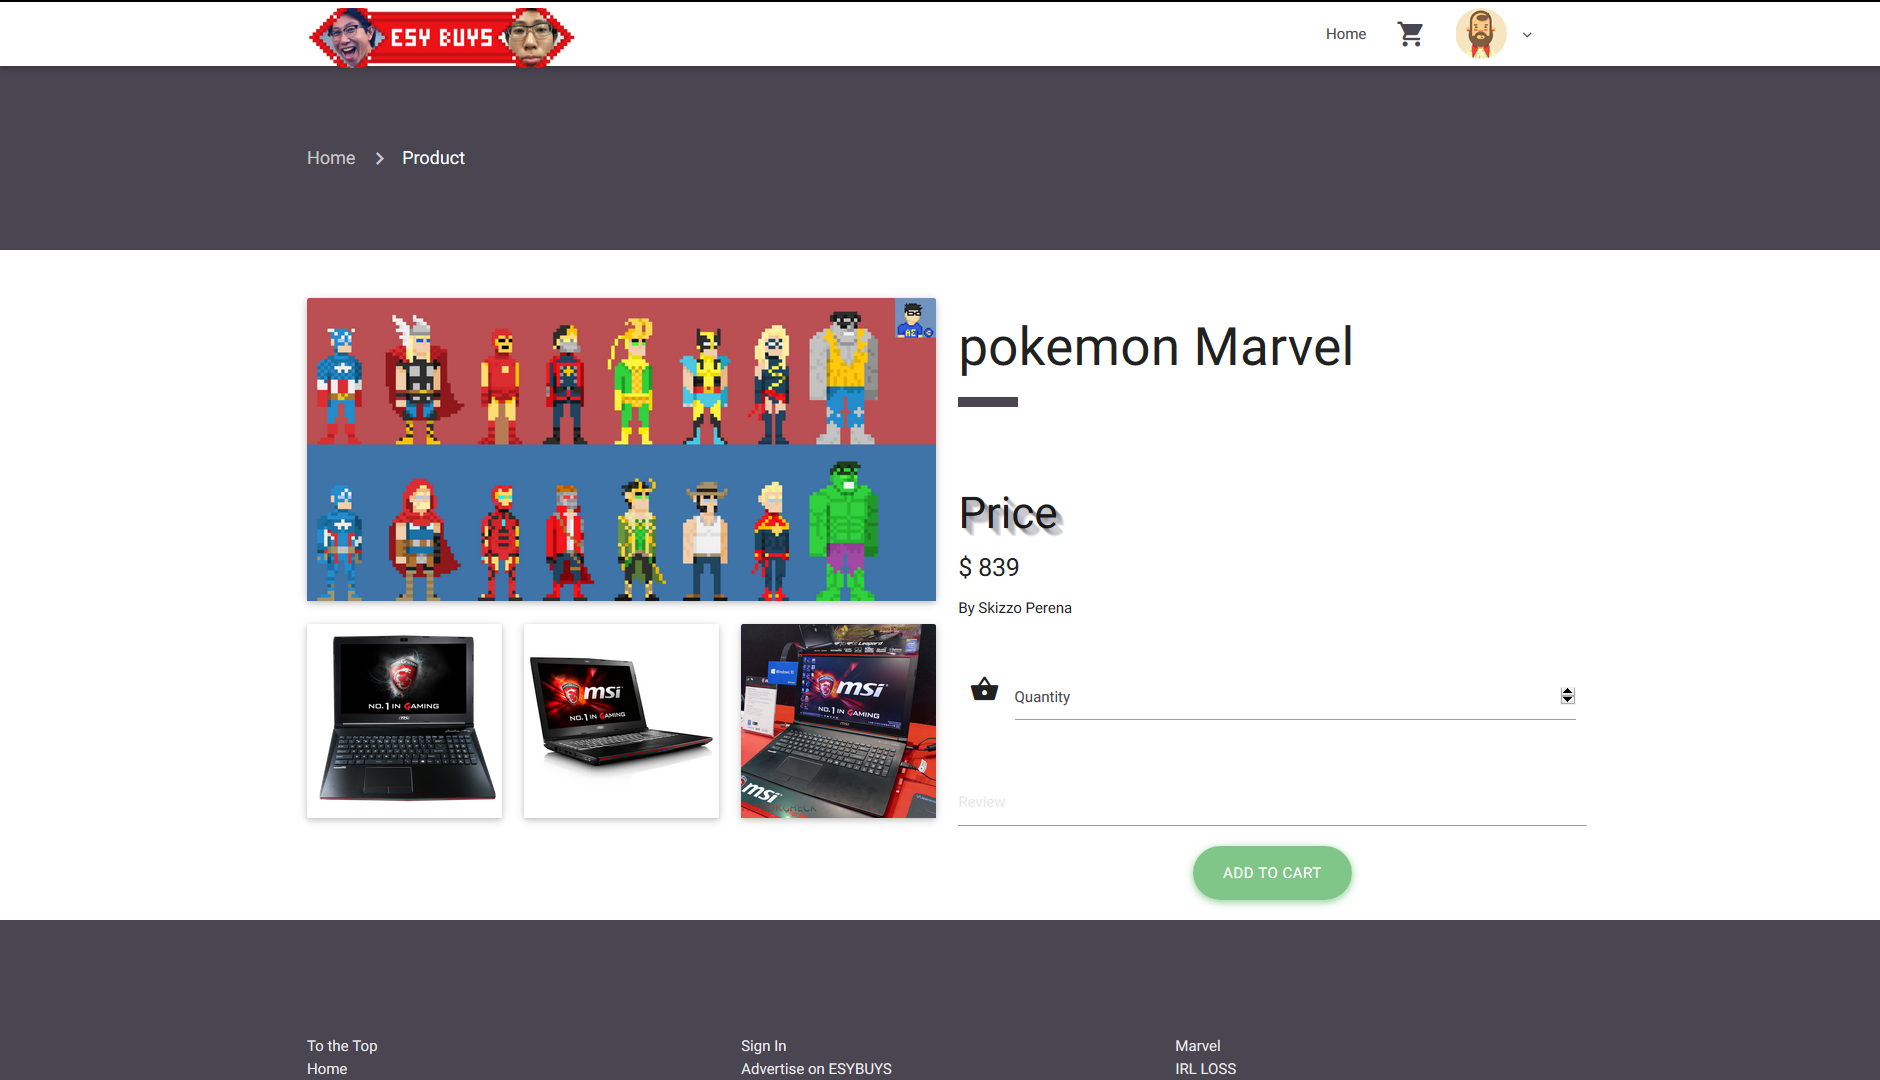 ESY BUYS
Home
Home
Product
pokemon Marvel
Price
$ 839
By Skizzo Perena
NO. 1 IN GAMING
msi
NO. 1 IN GAMING
Windows 10
msi
NO. 1 IN GAMING
msi
Quantity
Review
ADD TO CART
To the Top
Home
Sign In
Advertise on ESYBUYS
Marvel
IRL LOSS